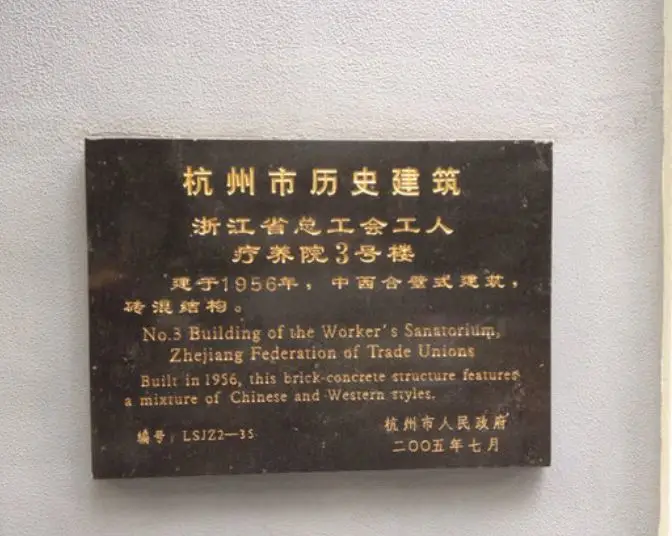 杭州市历史建筑
浙江省总工会工人
疗养院3号楼
建于1956年，中西合璧式建筑，
砖混结构。
No.3 Building of the Worker's Sanatorium,
Zhejiang Federation of Trade Unions
Built in 1956, this brick-concrete structure features
a mixture of Chinese and Western styles.
编号：LSJZ2—35
杭州市人民政府
二〇〇五年七月